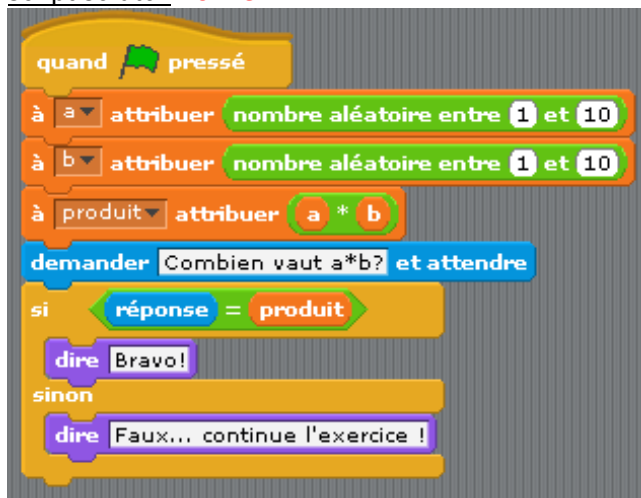 quand pressé
à a attribuer nombre aléatoire entre 1 et 10
à b attribuer nombre aléatoire entre 1 et 10
à produit attribuer a * b
demander Combien vaut a*b? et attendre
si réponse = produit
dire Bravo!
sinon
dire Faux... continue l'exercice !